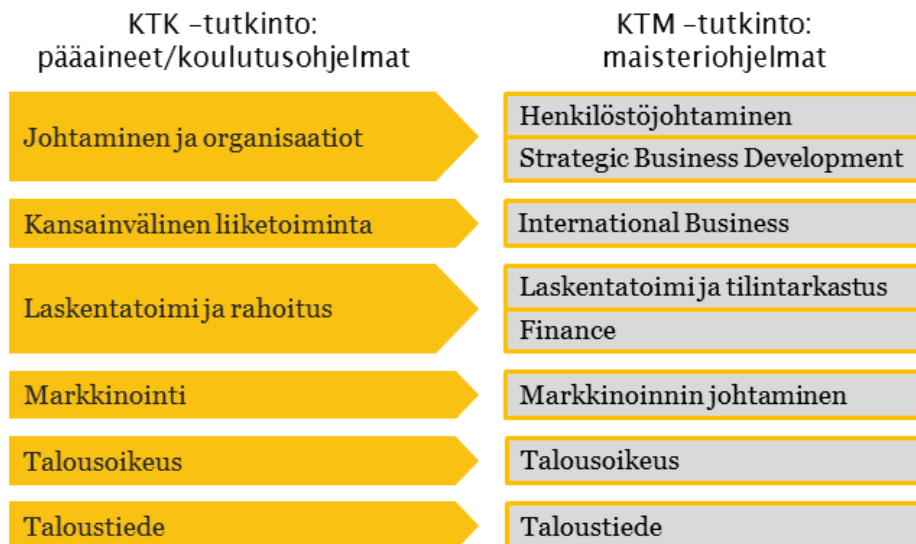 KTK –tutkinto:
pääaineet/koulutusohjelmat
KTM –tutkinto:
maisteriohjelmat
Johtaminen ja organisaatiot
Henkilöstöjohtaminen
Strategic Business Development
Kansainvälinen liiketoiminta
International Business
Laskentatoimi ja rahoitus
Laskentatoimi ja tilintarkastus
Finance
Markkinointi
Markkinoinnin johtaminen
Talousoikeus
Talousoikeus
Taloustiede
Taloustiede